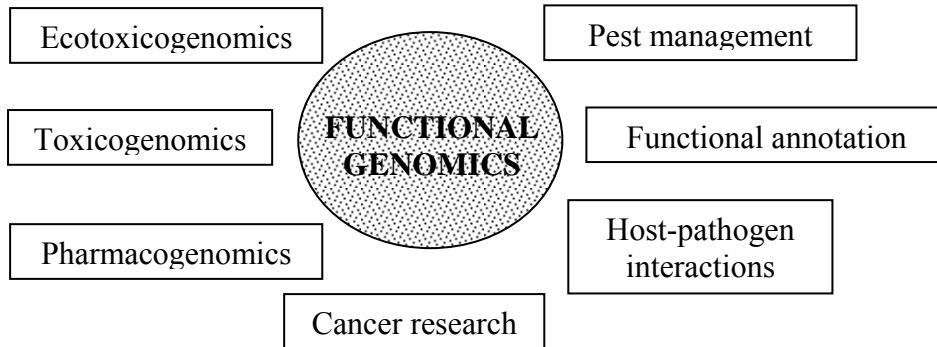 Ecotoxicogenomics
Pest management
FUNCTIONAL
GENOMICS
Toxicogenomics
Functional annotation
Pharmacogenomics
Host-pathogen
interactions
Cancer research